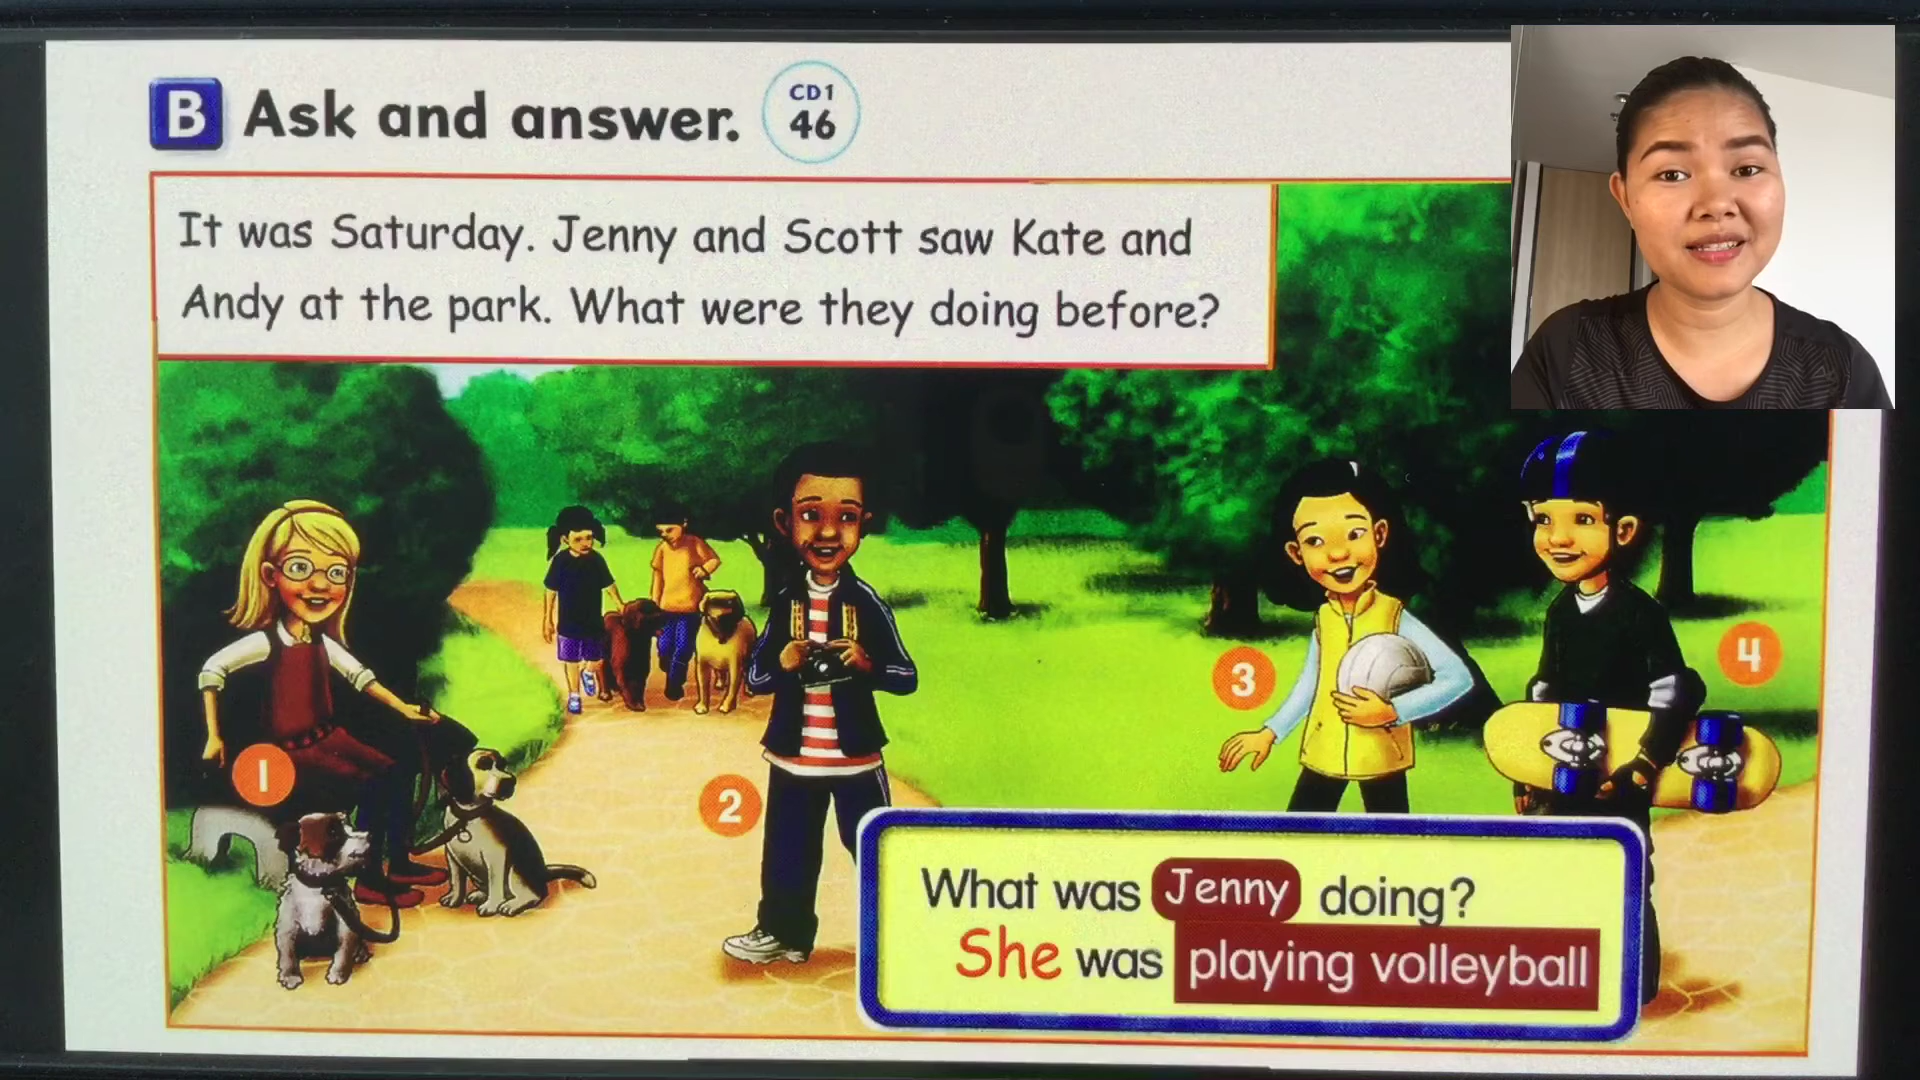 B Ask and answer. CD1 46
It was Saturday. Jenny and Scott saw Kate and
Andy at the park. What were they doing before?
1
2
3
4
What was Jenny doing?
She was playing volleyball